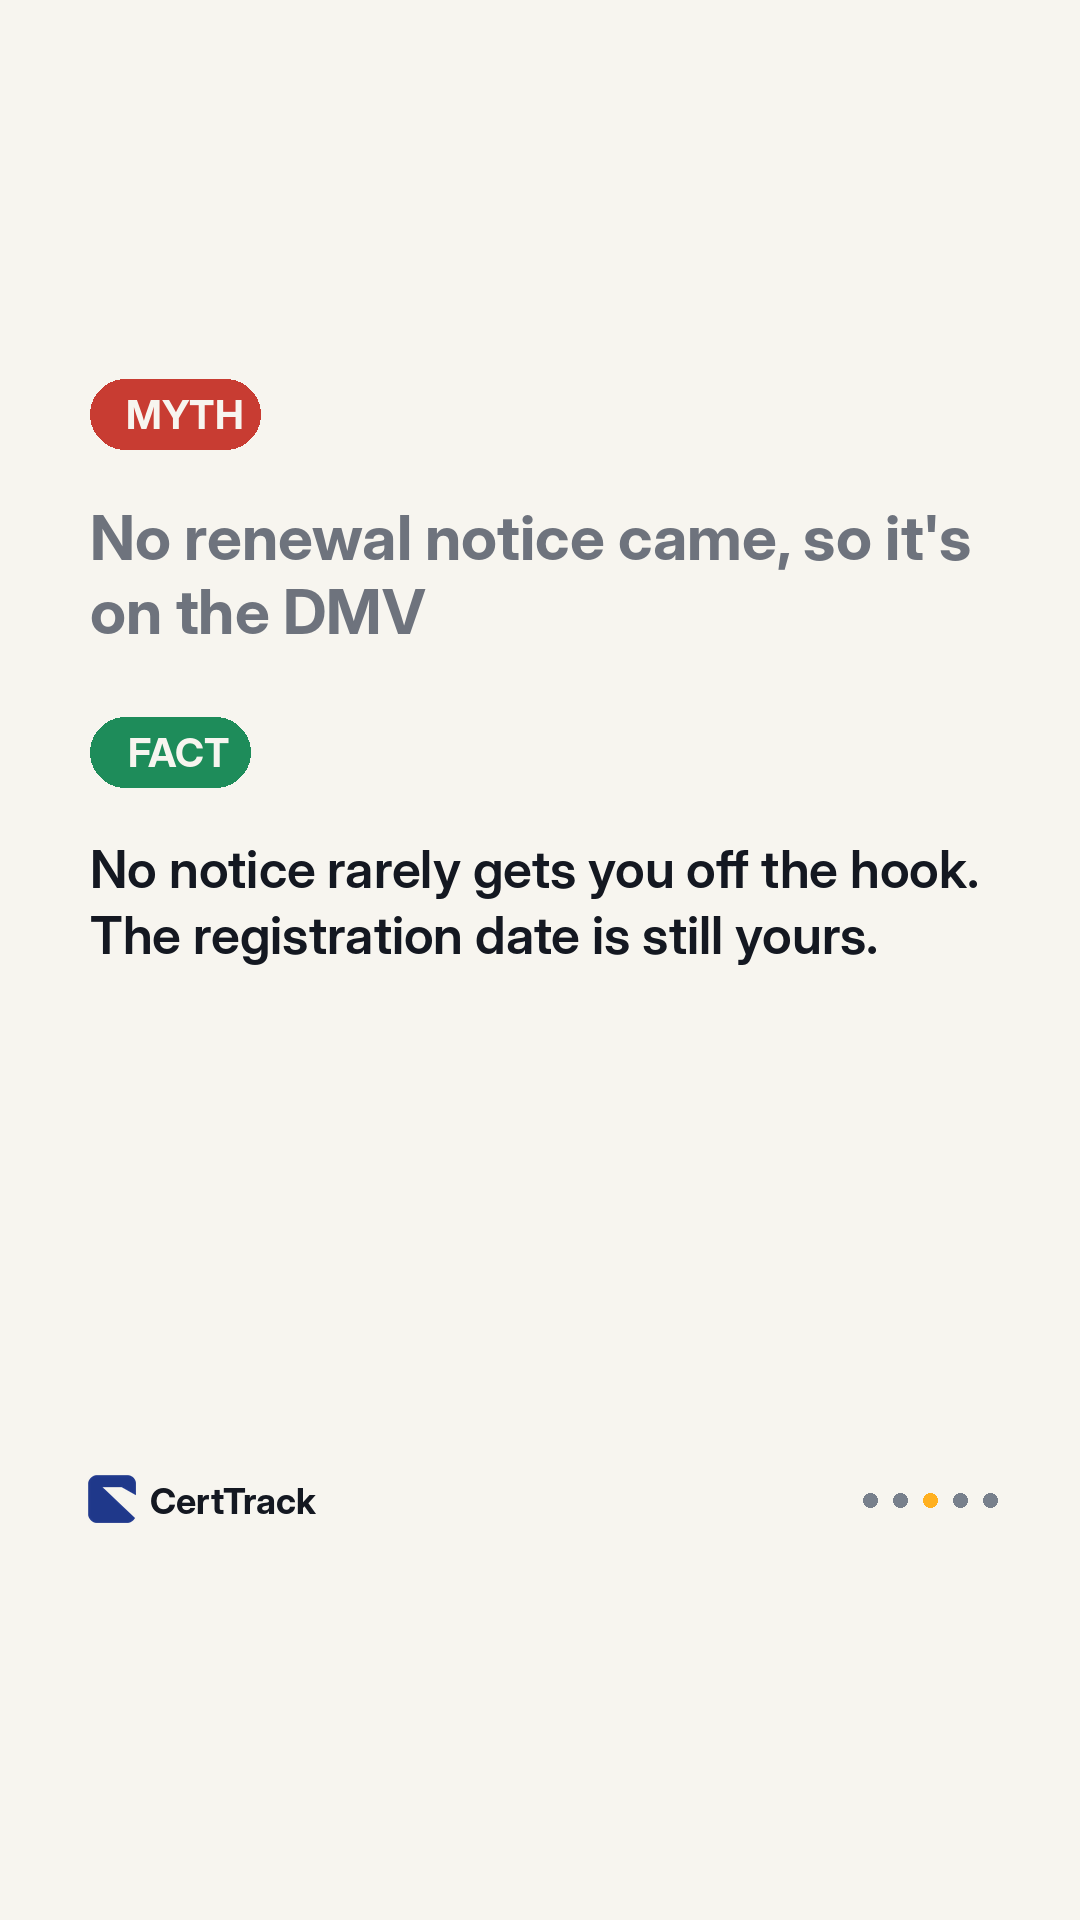 MYTH
No renewal notice came, so it's
on the DMV
FACT
No notice rarely gets you off the hook.
The registration date is still yours.
CertTrack